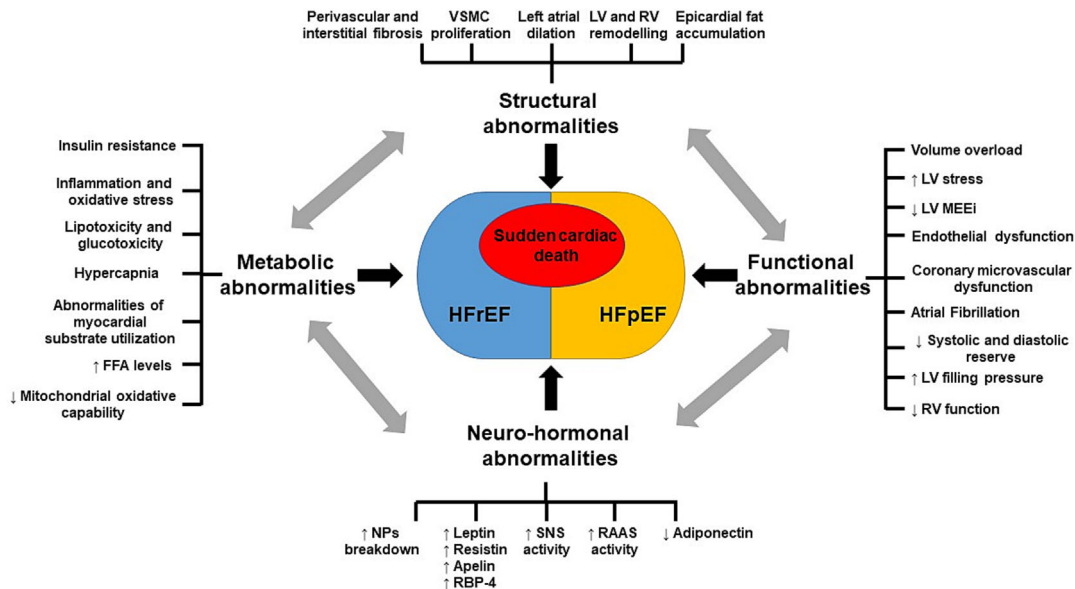 Perivascular and
interstitial fibrosis
VSMC
proliferation
Left atrial
dilation
LV and RV
remodelling
Epicardial fat
accumulation
Structural
abnormalities
Insulin resistance
Inflammation and
oxidative stress
Lipotoxicity and
glucotoxicity
Hypercapnia
Abnormalities of
myocardial
substrate utilization
↑ FFA levels
↓ Mitochondrial oxidative
capability
Metabolic
abnormalities
Sudden cardiac
death
HFrEF
HFpEF
Functional
abnormalities
Volume overload
↑ LV stress
↓ LV MEEi
Endothelial dysfunction
Coronary microvascular
dysfunction
Atrial Fibrillation
↓ Systolic and diastolic
reserve
↑ LV filling pressure
↓ RV function
Neuro-hormonal
abnormalities
↑ NPs
breakdown
↑ Leptin
↑ Resistin
↑ Apelin
↑ RBP-4
↑ SNS
activity
↑ RAAS
activity
↓ Adiponectin